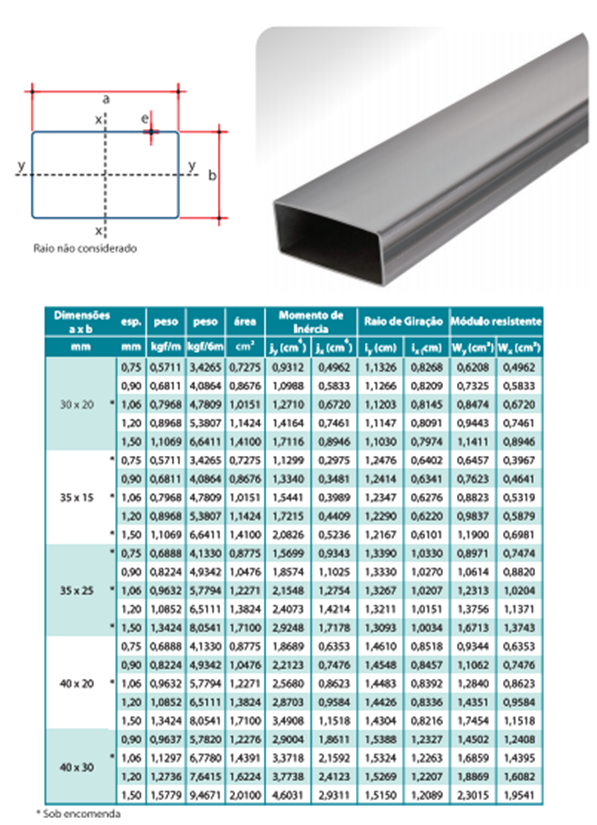 a
x
e
y
y
b
x
Raio não considerado
Dimensões a x b esp. peso peso área Momento de Inércia Raio de Giração Módulo resistente
mm mm kgf/m kgf/6m cm² jy (cm⁴) jx (cm⁴) iy (cm) ix (cm) Wy (cm³) Wx (cm³)
0,75 0,5711 3,4265 0,7275 0,9312 0,4962 1,1326 0,8268 0,6208 0,4962
0,90 0,6811 4,0864 0,8676 1,0988 0,5833 1,1266 0,8209 0,7325 0,5833
30 x 20 * 1,06 0,7968 4,7809 1,0151 1,2710 0,6720 1,1203 0,8145 0,8474 0,6720
1,20 0,8968 5,3807 1,1424 1,4164 0,7461 1,1147 0,8091 0,9443 0,7461
1,50 1,1069 6,6411 1,4100 1,7116 0,8946 1,1030 0,7974 1,1411 0,8946
* 0,75 0,5711 3,4265 0,7275 1,1299 0,2975 1,2476 0,6402 0,6457 0,3967
0,90 0,6811 4,0864 0,8676 1,3340 0,3481 1,2414 0,6341 0,7623 0,4641
35 x 15 * 1,06 0,7968 4,7809 1,0151 1,5441 0,3989 1,2347 0,6276 0,8823 0,5319
1,20 0,8968 5,3807 1,1424 1,7215 0,4409 1,2290 0,6220 0,9837 0,5879
* 1,50 1,1069 6,6411 1,4100 2,0826 0,5236 1,2167 0,6101 1,1900 0,6981
* 0,75 0,6888 4,1330 0,8775 1,5699 0,9343 1,3390 1,0330 0,8971 0,7474
0,90 0,8224 4,9342 1,0476 1,8574 1,1025 1,3330 1,0270 1,0614 0,8820
35 x 25 * 1,06 0,9632 5,7794 1,2271 2,1548 1,2754 1,3267 1,0207 1,2313 1,0204
1,20 1,0852 6,5111 1,3824 2,4073 1,4214 1,3211 1,0151 1,3756 1,1371
* 1,50 1,3424 8,0541 1,7100 2,9248 1,7178 1,3093 1,0034 1,6713 1,3743
0,75 0,6888 4,1330 0,8775 1,8689 0,6353 1,4610 0,8518 0,9344 0,6353
0,90 0,8224 4,9342 1,0476 2,2123 0,7476 1,4548 0,8457 1,1062 0,7476
40 x 20 * 1,06 0,9632 5,7794 1,2271 2,5680 0,8623 1,4483 0,8392 1,2840 0,8623
1,20 1,0852 6,5111 1,3824 2,8703 0,9584 1,4426 0,8336 1,4351 0,9584
1,50 1,3424 8,0541 1,7100 3,4908 1,1518 1,4304 0,8216 1,7454 1,1518
0,90 0,9637 5,7820 1,2276 2,9004 1,8611 1,5388 1,2327 1,4502 1,2408
40 x 30 * 1,06 1,1297 6,7780 1,4391 3,3718 2,1592 1,5324 1,2263 1,6859 1,4395
1,20 1,2736 7,6415 1,6224 3,7738 2,4123 1,5269 1,2207 1,8869 1,6082
1,50 1,5779 9,4671 2,0100 4,6031 2,9311 1,5150 1,2089 2,3015 1,9541
* Sob encomenda